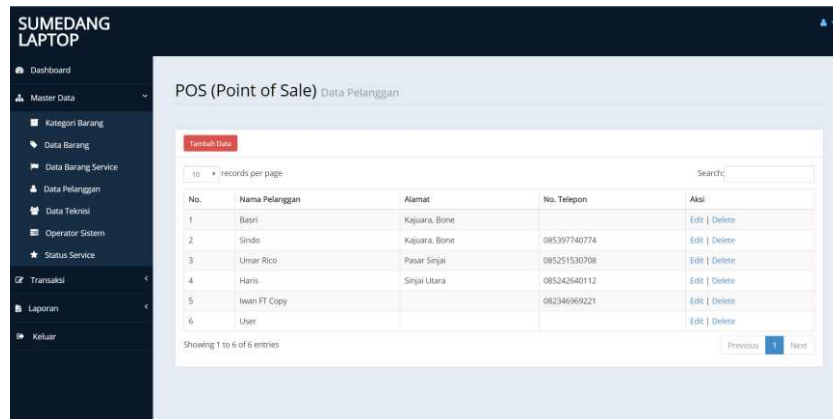 SUMEDANG
LAPTOP
Dashboard
Master Data
Kategori Barang
Data Barang
Data Barang Service
Data Pelanggan
Data Teknisi
Operator Sistem
Status Service
Transaksi
Laporan
Keluar
POS (Point of Sale) Data Pelanggan
Tambah Data
10 records per page Search:
No. Nama Pelanggan Alamat No. Telepon Aksi
1 Basri Kajuara, Bone Edit | Delete
2 Sindo Kajuara, Bone 085397740774 Edit | Delete
3 Umar Rico Pasar Sinjai 085251530708 Edit | Delete
4 Haris Sinjai Utara 085242640112 Edit | Delete
5 Iwan FT Copy 082346969221 Edit | Delete
6 User Edit | Delete
Showing 1 to 6 of 6 entries Previous 1 Next